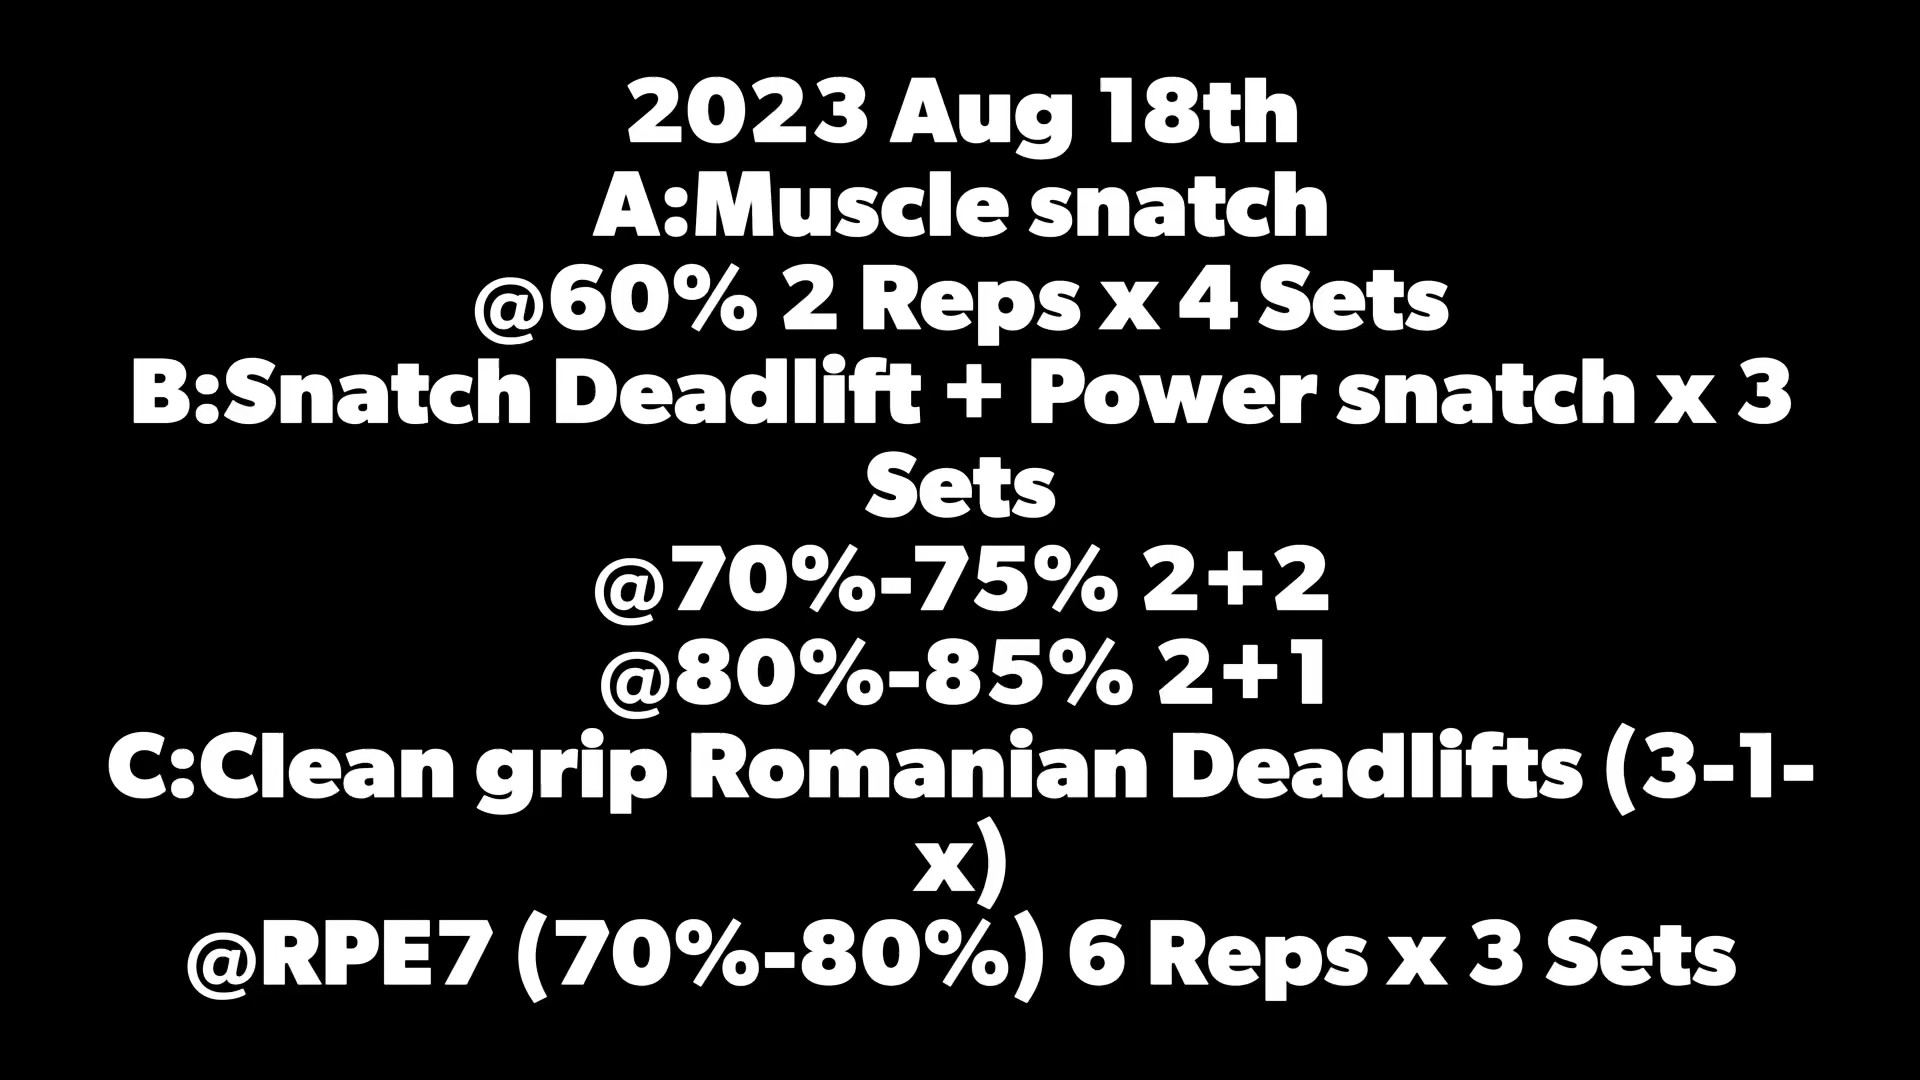 2023 Aug 18th
A:Muscle snatch
@60% 2 Reps x 4 Sets
B:Snatch Deadlift + Power snatch x 3
Sets
@70%-75% 2+2
@80%-85% 2+1
C:Clean grip Romanian Deadlifts (3-1-
x)
@RPE7 (70%-80%) 6 Reps x 3 Sets